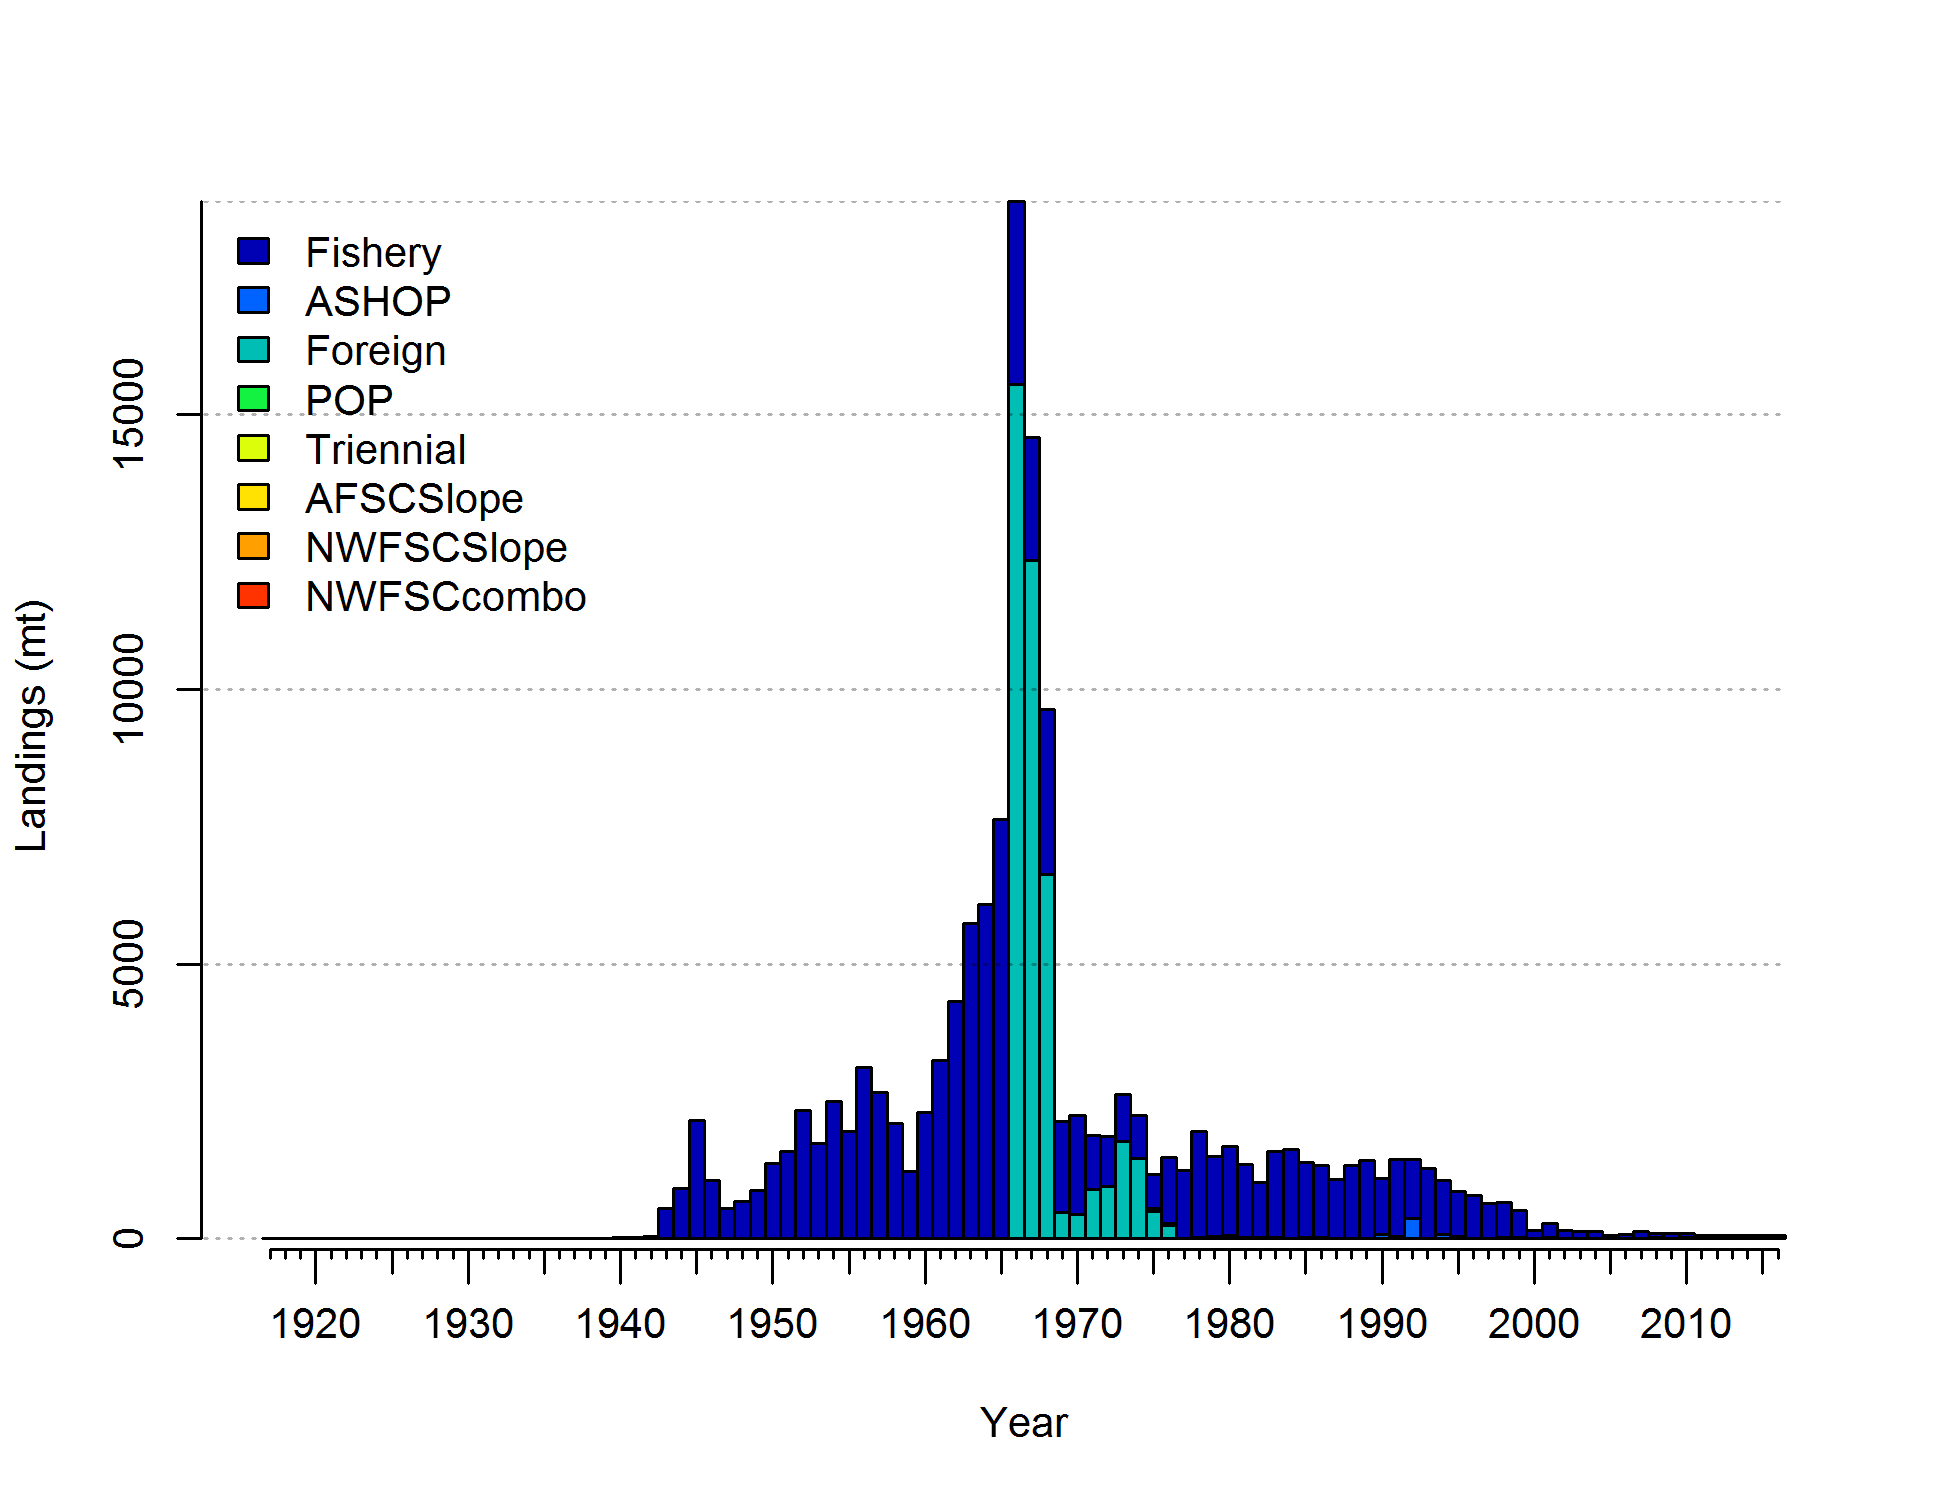 Fishery
ASHOP
Foreign
POP
Triennial
AFSCSlope
NWFSCSlope
NWFSCcombo
Landings (mt)
15000
10000
5000
0
1920 1930 1940 1950 1960 1970 1980 1990 2000 2010
Year